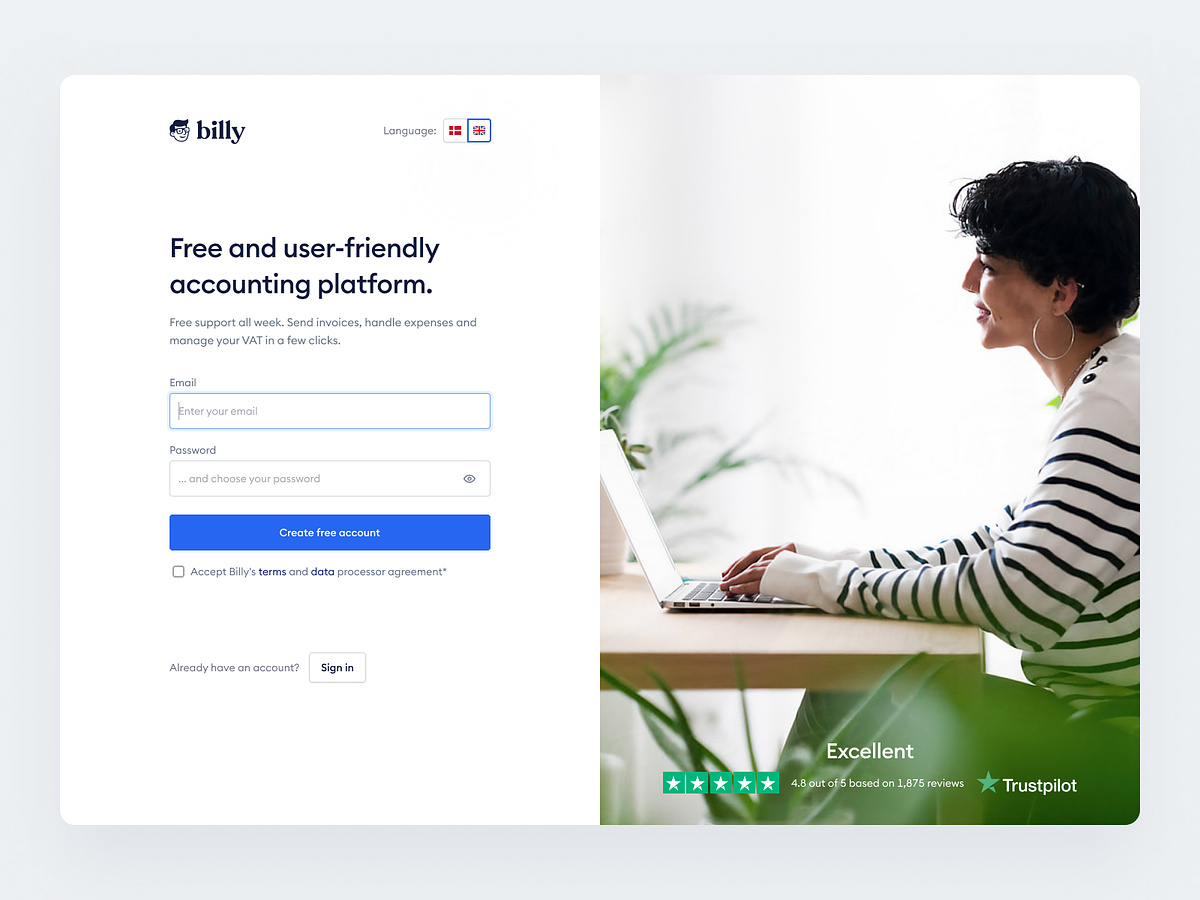 billy
Language:
Free and user-friendly
accounting platform.
Free support all week. Send invoices, handle expenses and
manage your VAT in a few clicks.
Email
Enter your email
Password
... and choose your password
Create free account
Accept Billy's terms and data processor agreement*
Already have an account?
Sign in
Excellent
4.8 out of 5 based on 1,875 reviews
Trustpilot